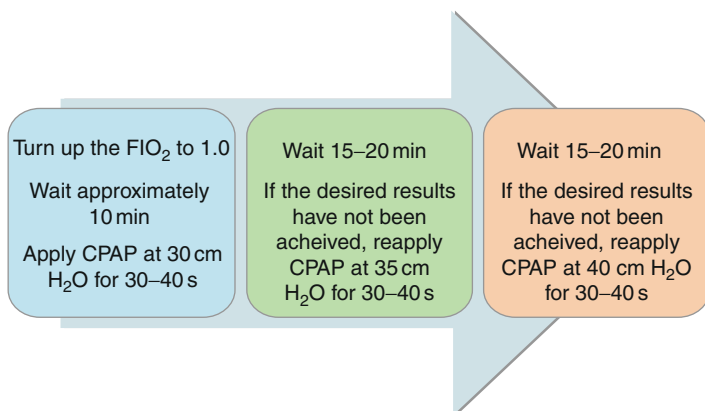 Turn up the FIO₂ to 1.0
Wait approximately
10 min
Apply CPAP at 30 cm
H₂O for 30–40 s
Wait 15–20 min
If the desired results
have not been
acheived, reapply
CPAP at 35 cm
H₂O for 30–40 s
Wait 15–20 min
If the desired results
have not been
acheived, reapply
CPAP at 40 cm H₂O
for 30–40 s